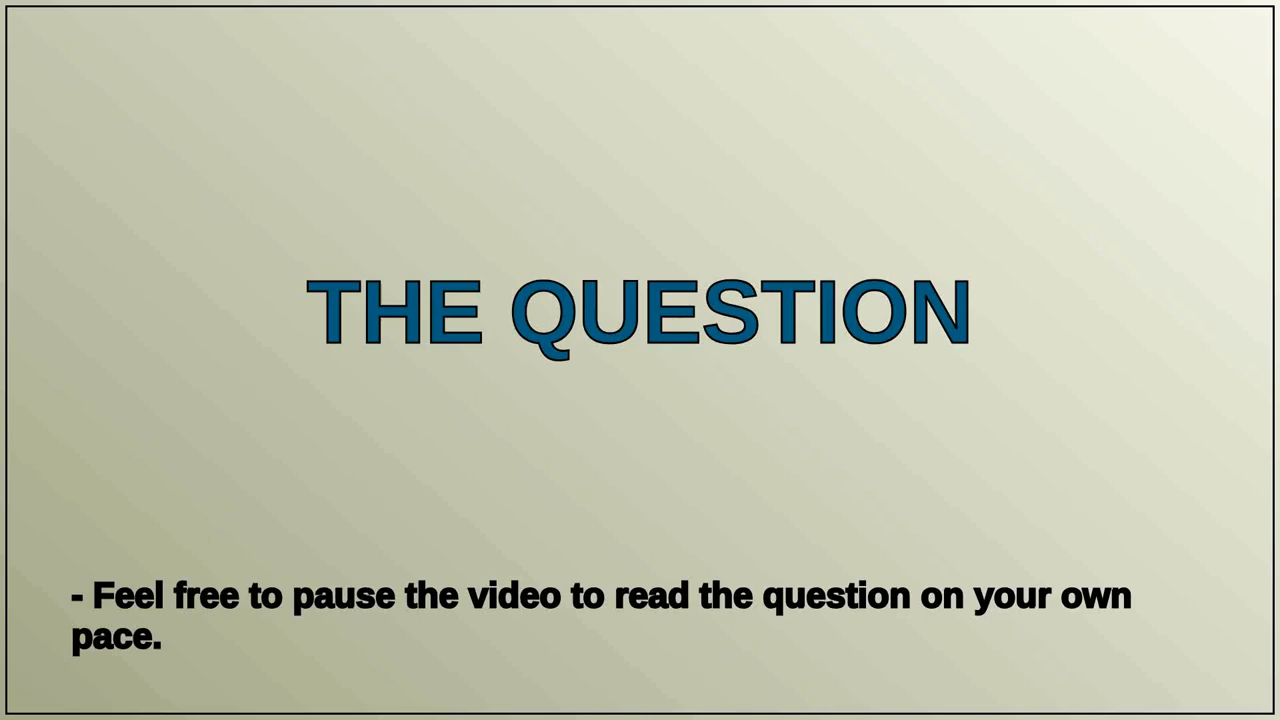 THE QUESTION
- Feel free to pause the video to read the question on your own
pace.